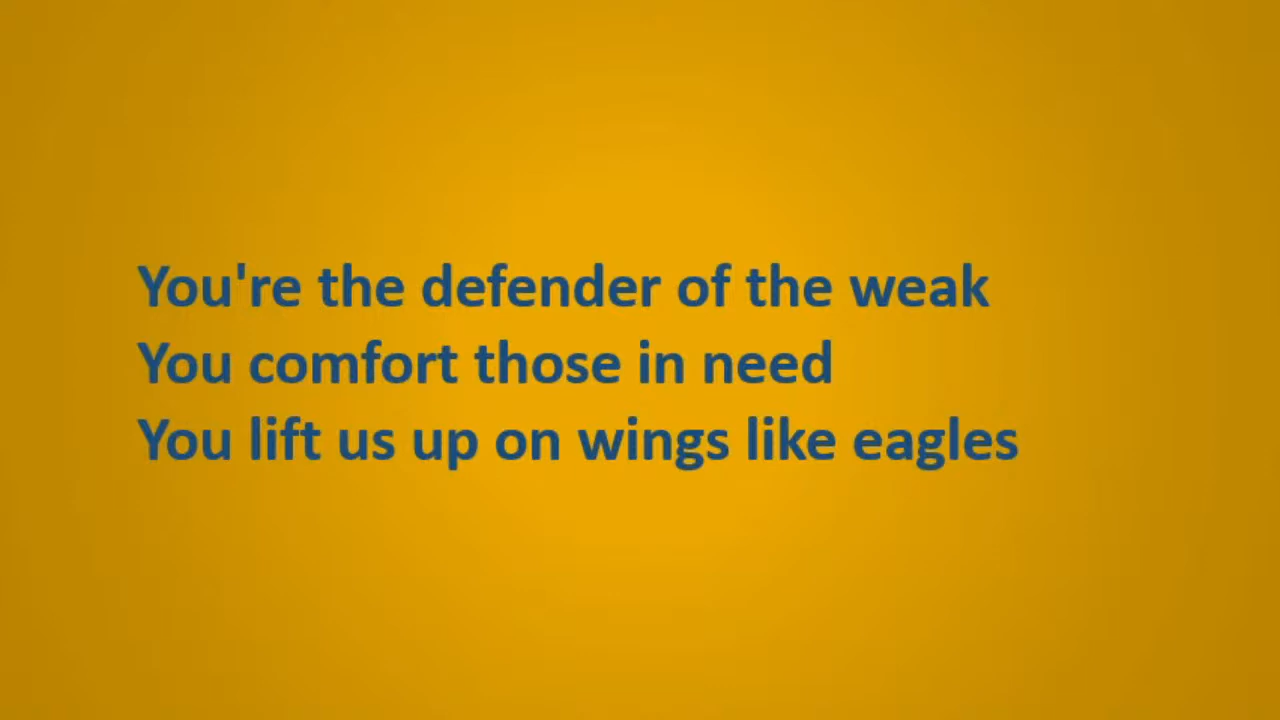 You're the defender of the weak
You comfort those in need
You lift us up on wings like eagles